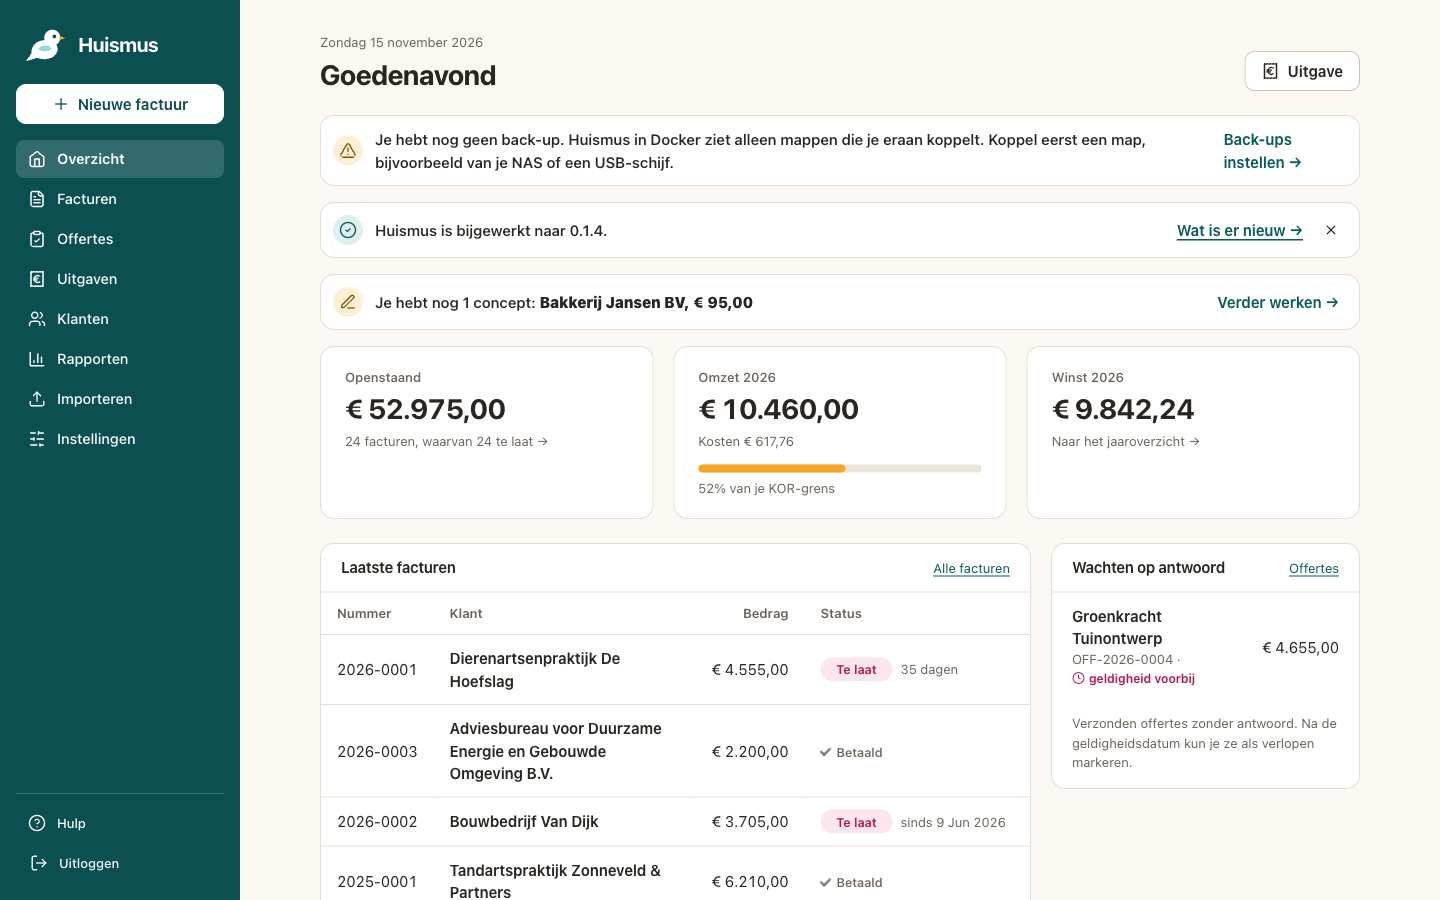 Huismus
Nieuwe factuur
Overzicht
Facturen
Offertes
Uitgaven
Klanten
Rapporten
Importeren
Instellingen
Hulp
Uitloggen
Zondag 15 november 2026
Goedenavond
Uitgave
Je hebt nog geen back-up. Huismus in Docker ziet alleen mappen die je eraan koppelt. Koppel eerst een map,
bijvoorbeeld van je NAS of een USB-schijf.
Back-ups
instellen →
Huismus is bijgewerkt naar 0.1.4.
Wat is er nieuw →
Je hebt nog 1 concept: Bakkerij Jansen BV, € 95,00
Verder werken →
Openstaand
€ 52.975,00
24 facturen, waarvan 24 te laat →
Omzet 2026
€ 10.460,00
Kosten € 617,76
52% van je KOR-grens
Winst 2026
€ 9.842,24
Naar het jaaroverzicht →
Laatste facturen
Alle facturen
Nummer Klant Bedrag Status
2026-0001 Dierenartsenpraktijk De Hoefslag € 4.555,00 Te laat 35 dagen
2026-0003 Adviesbureau voor Duurzame Energie en Gebouwde Omgeving B.V. € 2.200,00 Betaald
2026-0002 Bouwbedrijf Van Dijk € 3.705,00 Te laat sinds 9 Jun 2026
2025-0001 Tandartspraktijk Zonneveld & Partners € 6.210,00 Betaald
Wachten op antwoord
Offertes
Groenkracht
Tuinontwerp
OFF-2026-0004 ·
geldigheid voorbij
€ 4.655,00
Verzonden offertes zonder antwoord. Na de
geldigheidsdatum kun je ze als verlopen
markeren.